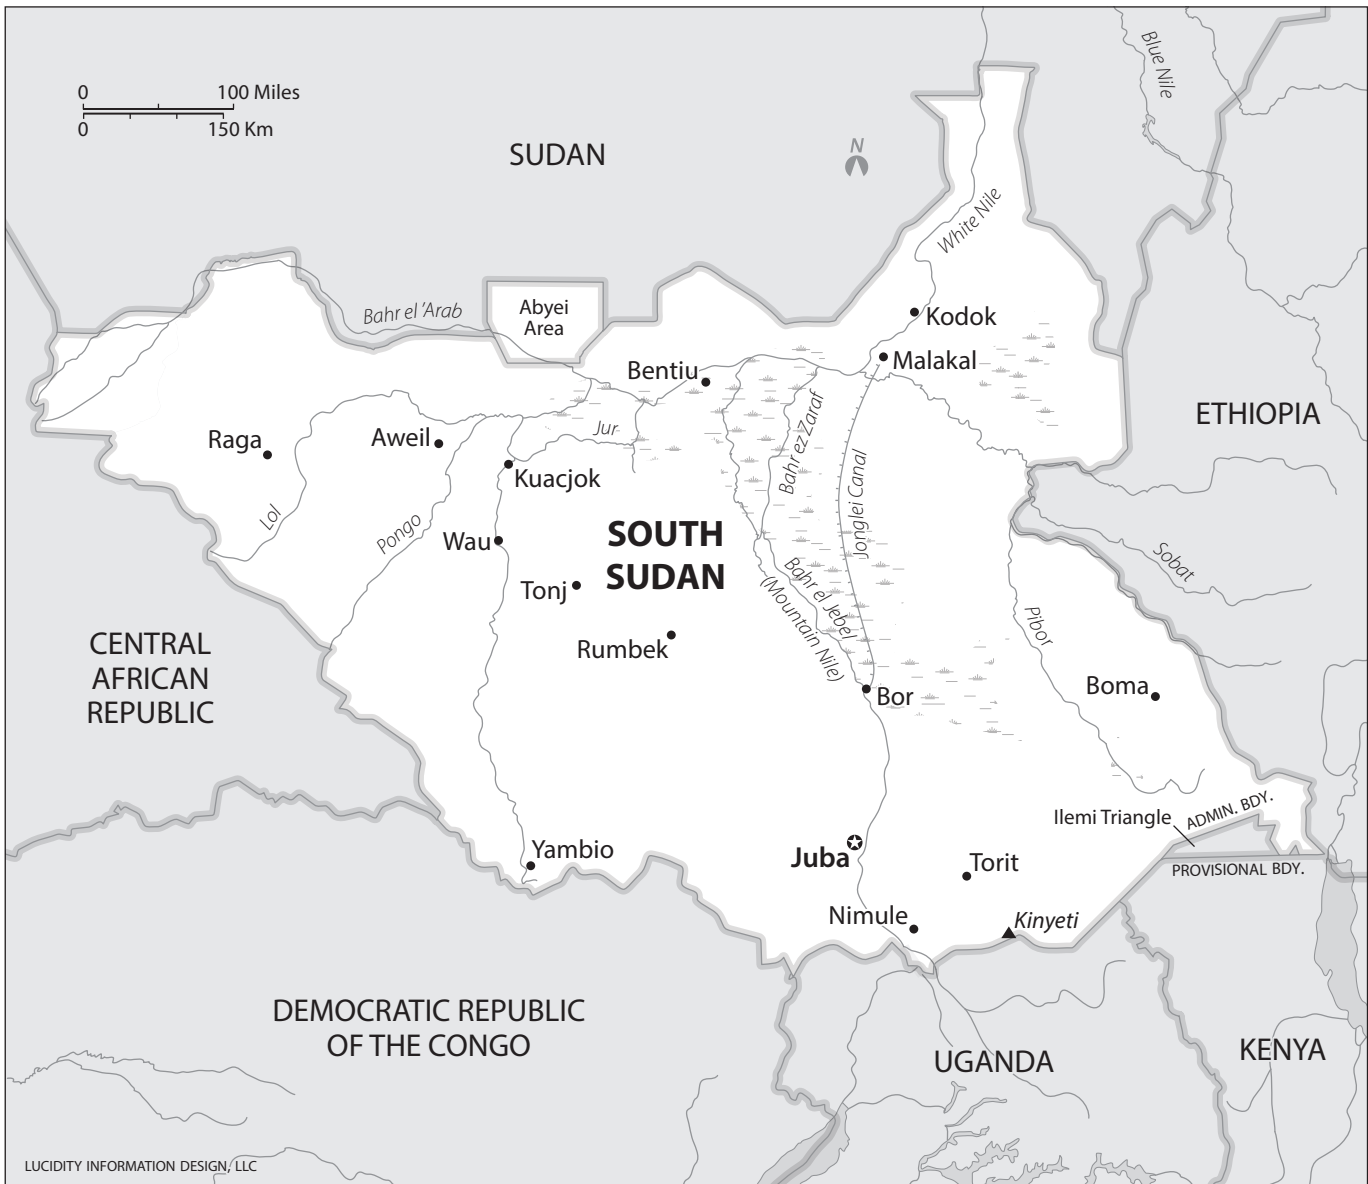 0 100 Miles
0 150 Km
SUDAN
N
Blue Nile
White Nile
Bahr el 'Arab
Abyei
Area
Kodok
Malakal
Bentiu
ETHIOPIA
Raga
Aweil
Jur
Bahr ez Zaraf
Kuacjok
Lol
Pongo
Wau
SOUTH
SUDAN
Jonglei Canal
Tonj
Bahr el Jebel
(Mountain Nile)
Sobat
Pibor
Rumbek
CENTRAL
AFRICAN
REPUBLIC
Bor
Boma
Ilemi Triangle
ADMIN. BDY.
PROVISIONAL BDY.
Yambio
Juba
Torit
Nimule
Kinyeti
DEMOCRATIC REPUBLIC
OF THE CONGO
UGANDA
KENYA
LUCIDITY INFORMATION DESIGN, LLC